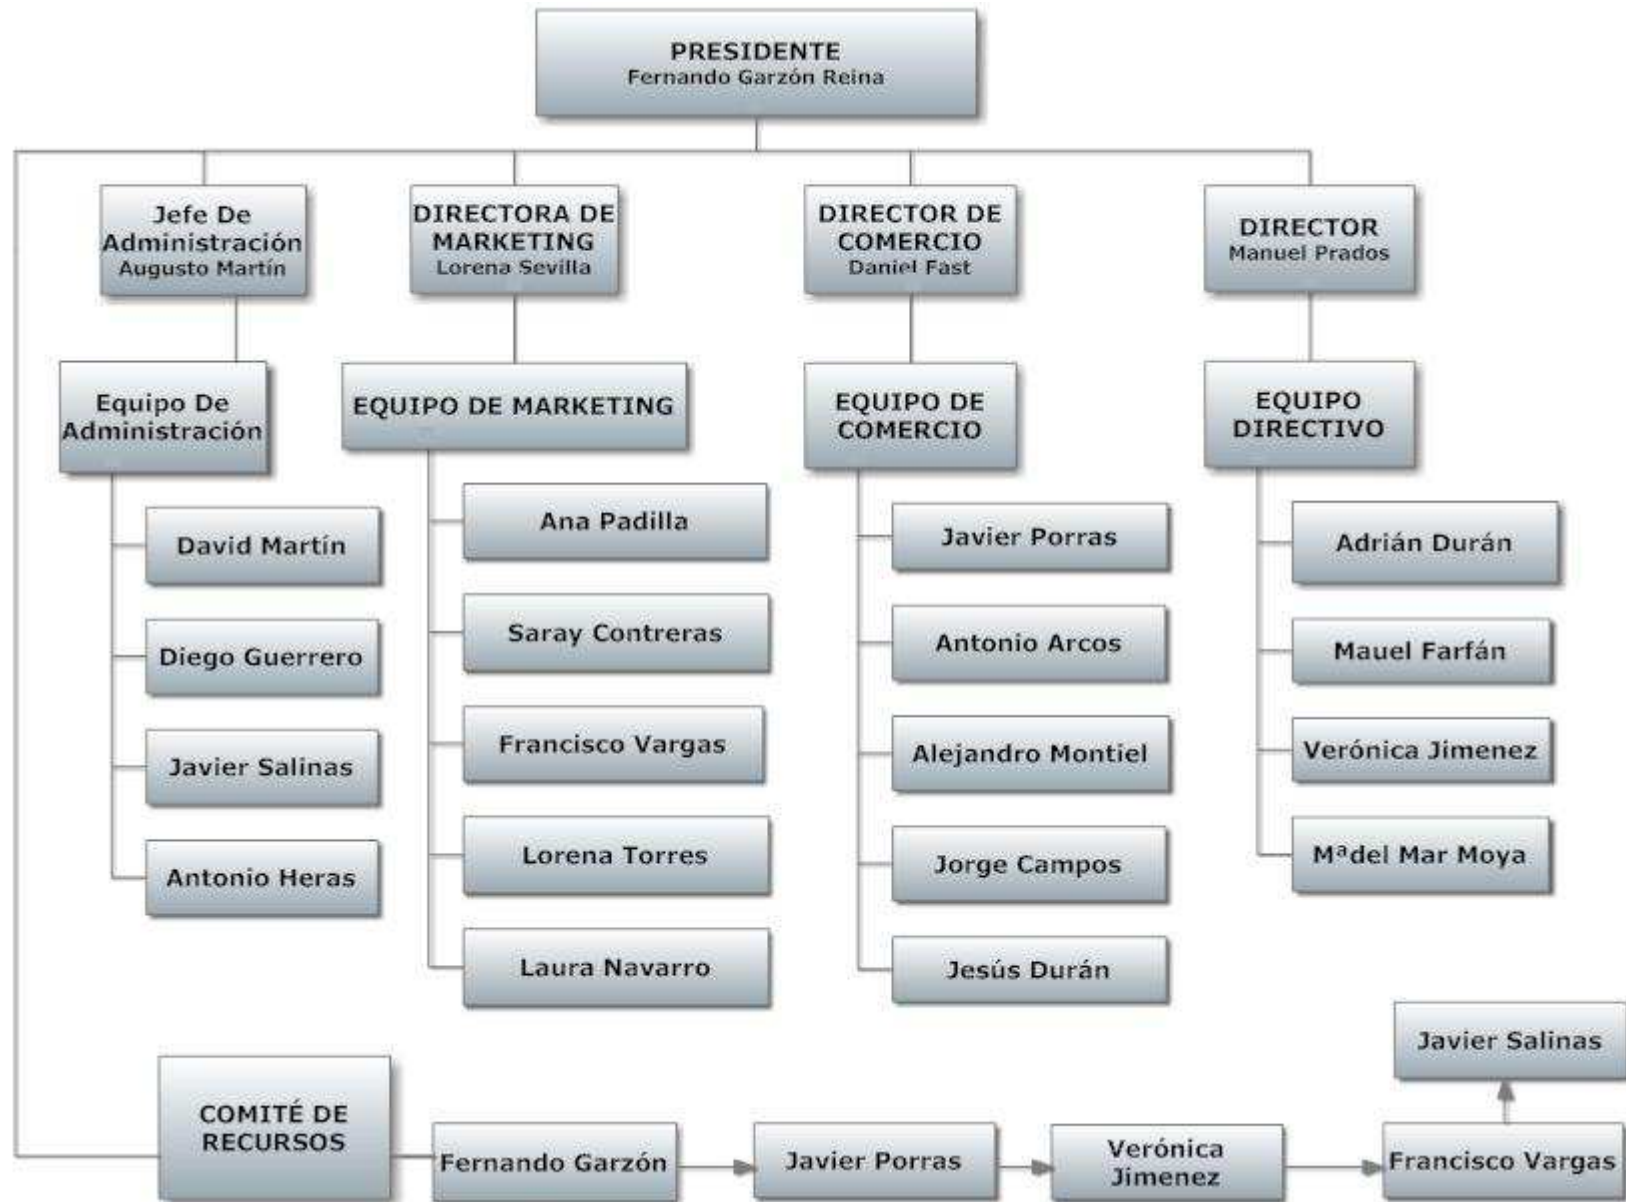 PRESIDENTE
Fernando Garzón Reina
Jefe De
Administración
Augusto Martín
DIRECTORA DE
MARKETING
Lorena Sevilla
DIRECTOR DE
COMERCIO
Daniel Fast
DIRECTOR
Manuel Prados
Equipo De
Administración
EQUIPO DE MARKETING
EQUIPO DE
COMERCIO
EQUIPO
DIRECTIVO
David Martín
Diego Guerrero
Javier Salinas
Antonio Heras
Ana Padilla
Saray Contreras
Francisco Vargas
Lorena Torres
Laura Navarro
Javier Porras
Antonio Arcos
Alejandro Montiel
Jorge Campos
Jesús Durán
Adrián Durán
Mauel Farfán
Verónica Jimenez
Mªdel Mar Moya
COMITÉ DE
RECURSOS
Fernando Garzón
Javier Porras
Verónica
Jimenez
Francisco Vargas
Javier Salinas